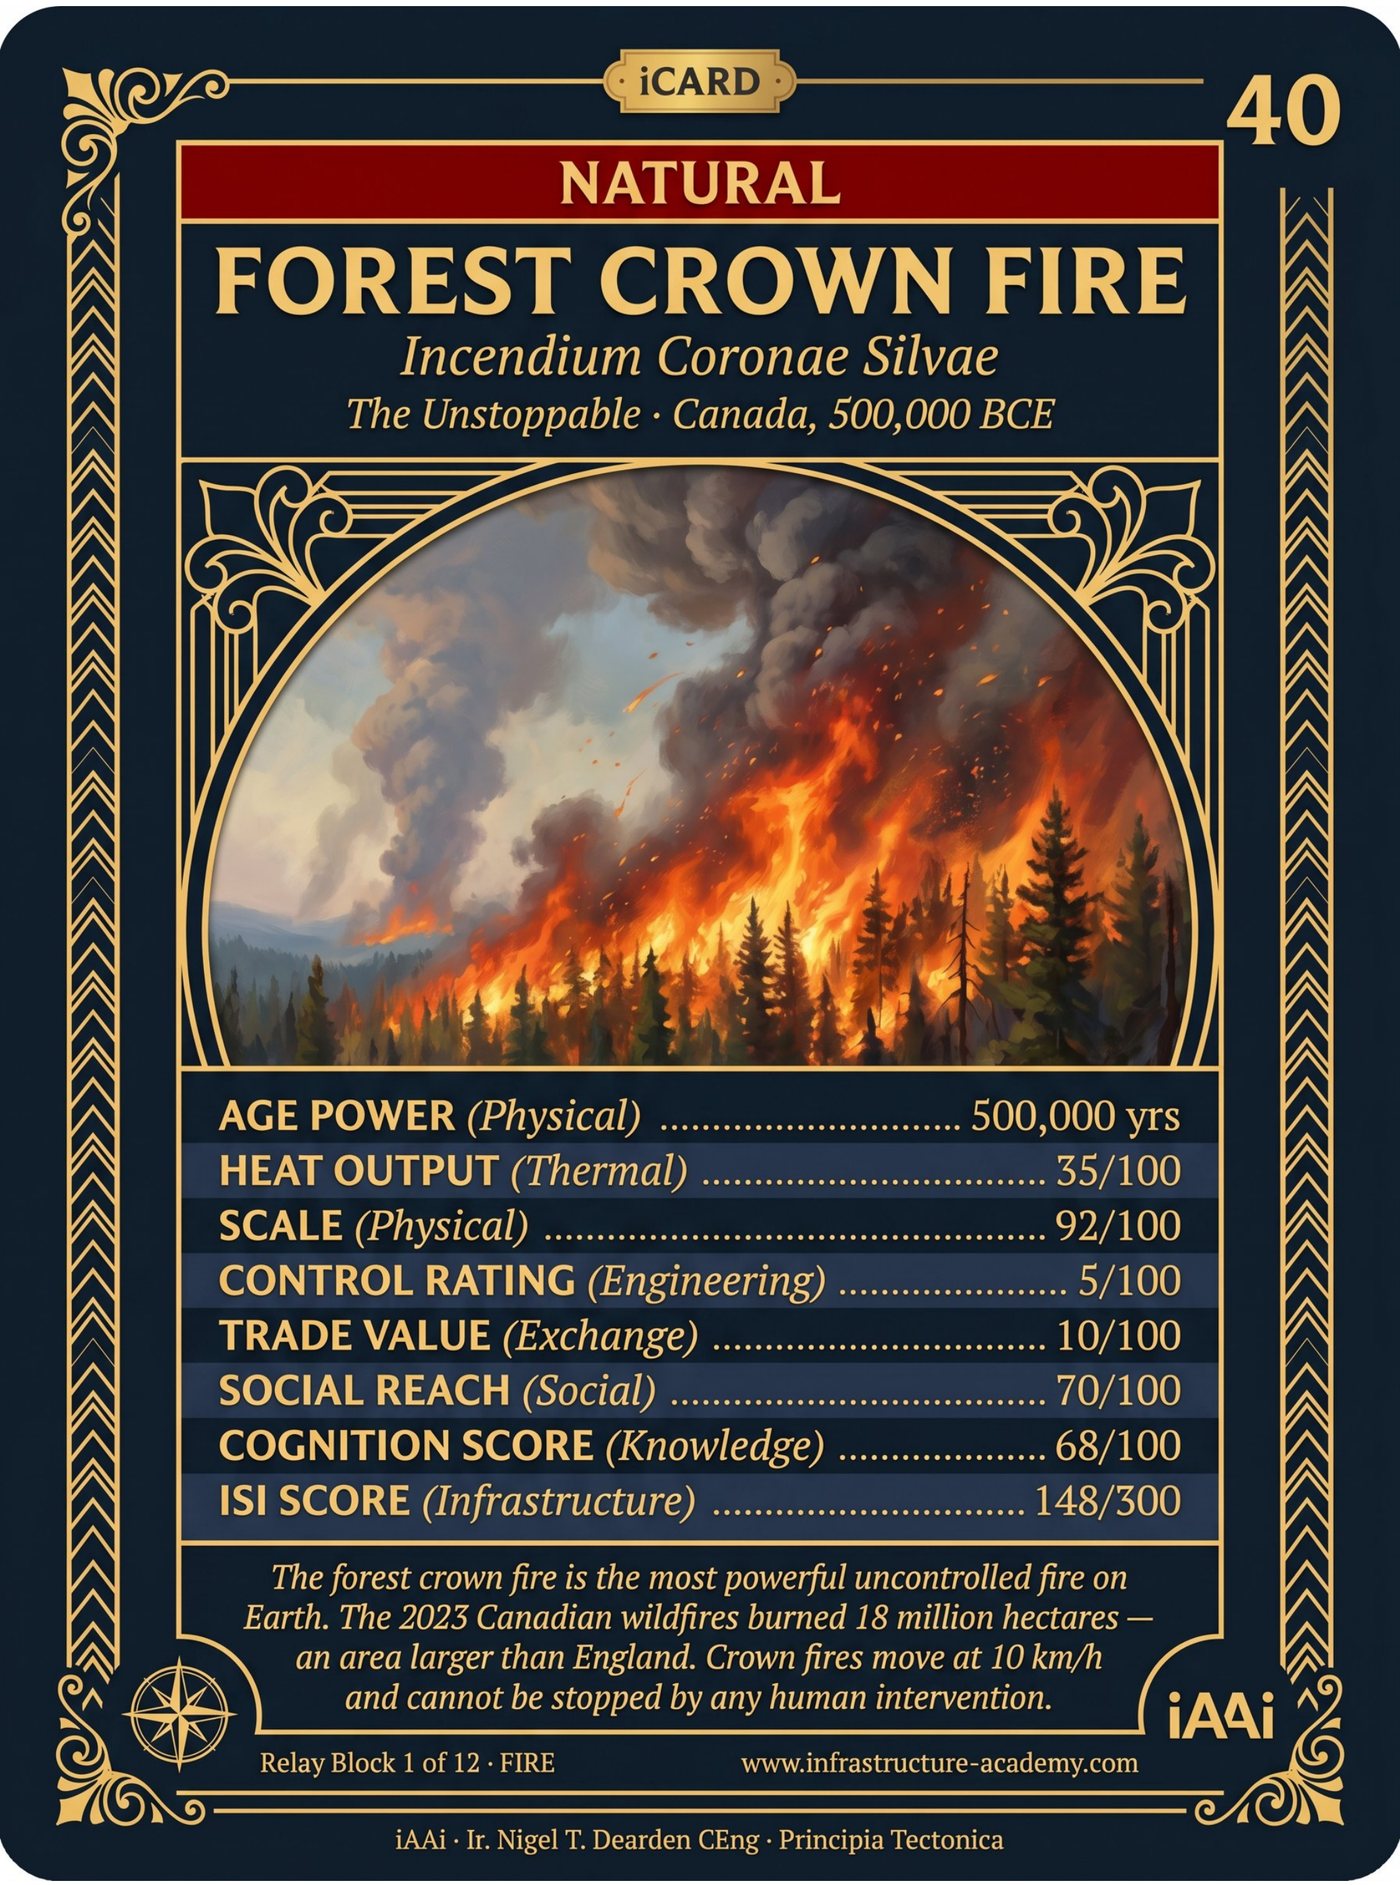 iCARD
40
NATURAL
FOREST CROWN FIRE
Incendium Coronae Silvae
The Unstoppable · Canada, 500,000 BCE
AGE POWER (Physical) ............................ 500,000 yrs
HEAT OUTPUT (Thermal) ................................. 35/100
SCALE (Physical) ................................................ 92/100
CONTROL RATING (Engineering) ...................... 5/100
TRADE VALUE (Exchange) ................................ 10/100
SOCIAL REACH (Social) .................................... 70/100
COGNITION SCORE (Knowledge) .................... 68/100
ISI SCORE (Infrastructure) .............................. 148/300
The forest crown fire is the most powerful uncontrolled fire on
Earth. The 2023 Canadian wildfires burned 18 million hectares —
an area larger than England. Crown fires move at 10 km/h
and cannot be stopped by any human intervention.
iAAi
Relay Block 1 of 12 · FIRE
www.infrastructure-academy.com
iAAi · Ir. Nigel T. Dearden CEng · Principia Tectonica